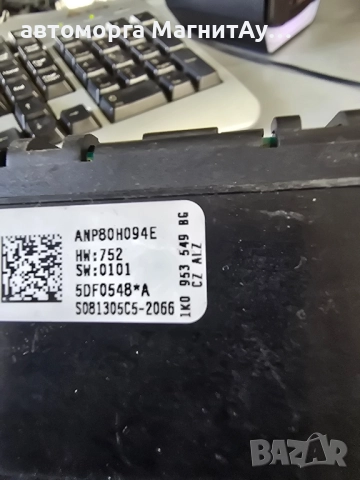 автоморга МагнитАу...
ANP80H094E
HW:752
SW:0101
5DF0548*A
S081305C5-2066
1K0 953 549 BG
CZ AIZ
BAZAR